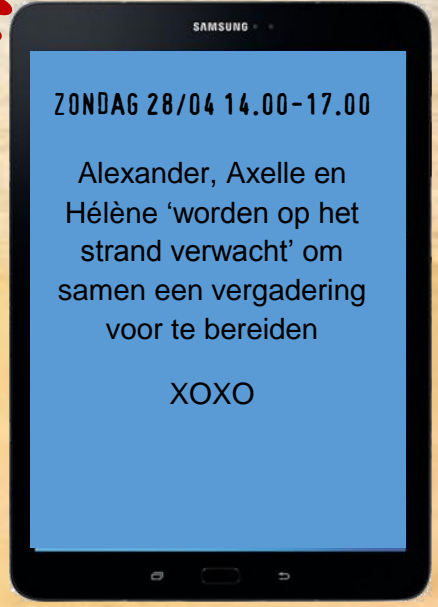 SAMSUNG
ZONDAG 28/04 14.00-17.00
Alexander, Axelle en
Hélène ‘worden op het
strand verwacht’ om
samen een vergadering
voor te bereiden
XOXO